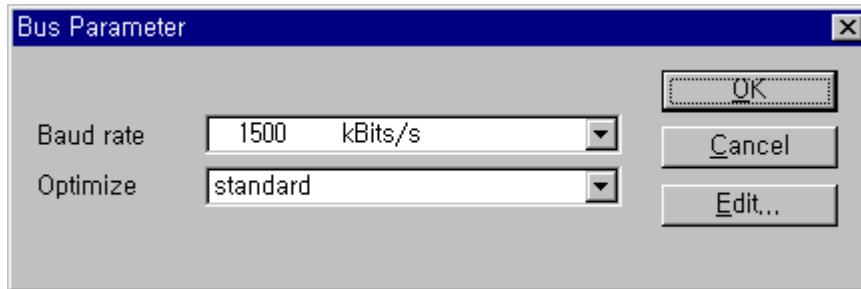 Bus Parameter
OK
Baud rate 1500 kBits/s
Cancel
Optimize standard
Edit...